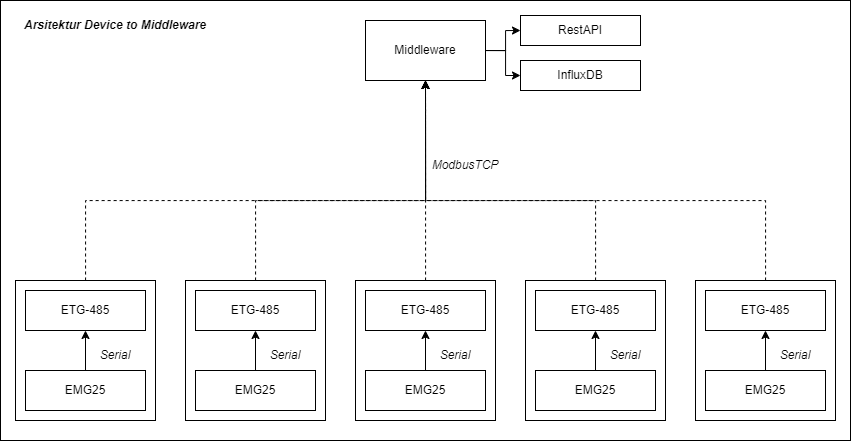 Arsitektur Device to Middleware
Middleware
RestAPI
InfluxDB
ModbusTCP
ETG-485
ETG-485
ETG-485
ETG-485
ETG-485
Serial
Serial
Serial
Serial
Serial
EMG25
EMG25
EMG25
EMG25
EMG25